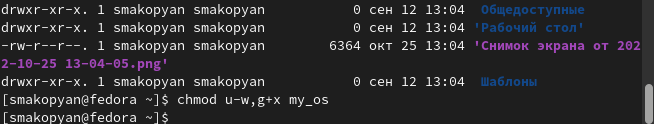 drwxr-xr-x. 1 smakopyan smakopyan 0 сен 12 13:04 Общедоступные
drwxr-xr-x. 1 smakopyan smakopyan 0 сен 12 13:04 'Рабочий стол'
-rw-r--r--. 1 smakopyan smakopyan 6364 окт 25 13:04 'Снимок экрана от 202
2-10-25 13-04-05.png'
drwxr-xr-x. 1 smakopyan smakopyan 0 сен 12 13:04 Шаблоны
[smakopyan@fedora ~]$ chmod u-w,g+x my_os
[smakopyan@fedora ~]$